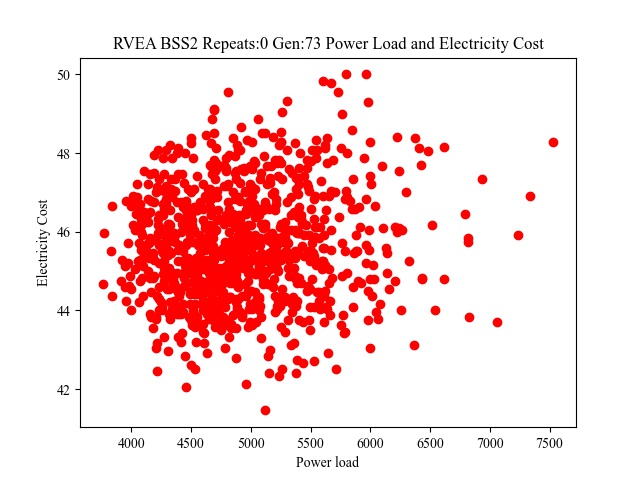 RVEA BSS2 Repeats:0 Gen:73 Power Load and Electricity Cost
50
48
46
44
42
Electricity Cost
4000 4500 5000 5500 6000 6500 7000 7500
Power load